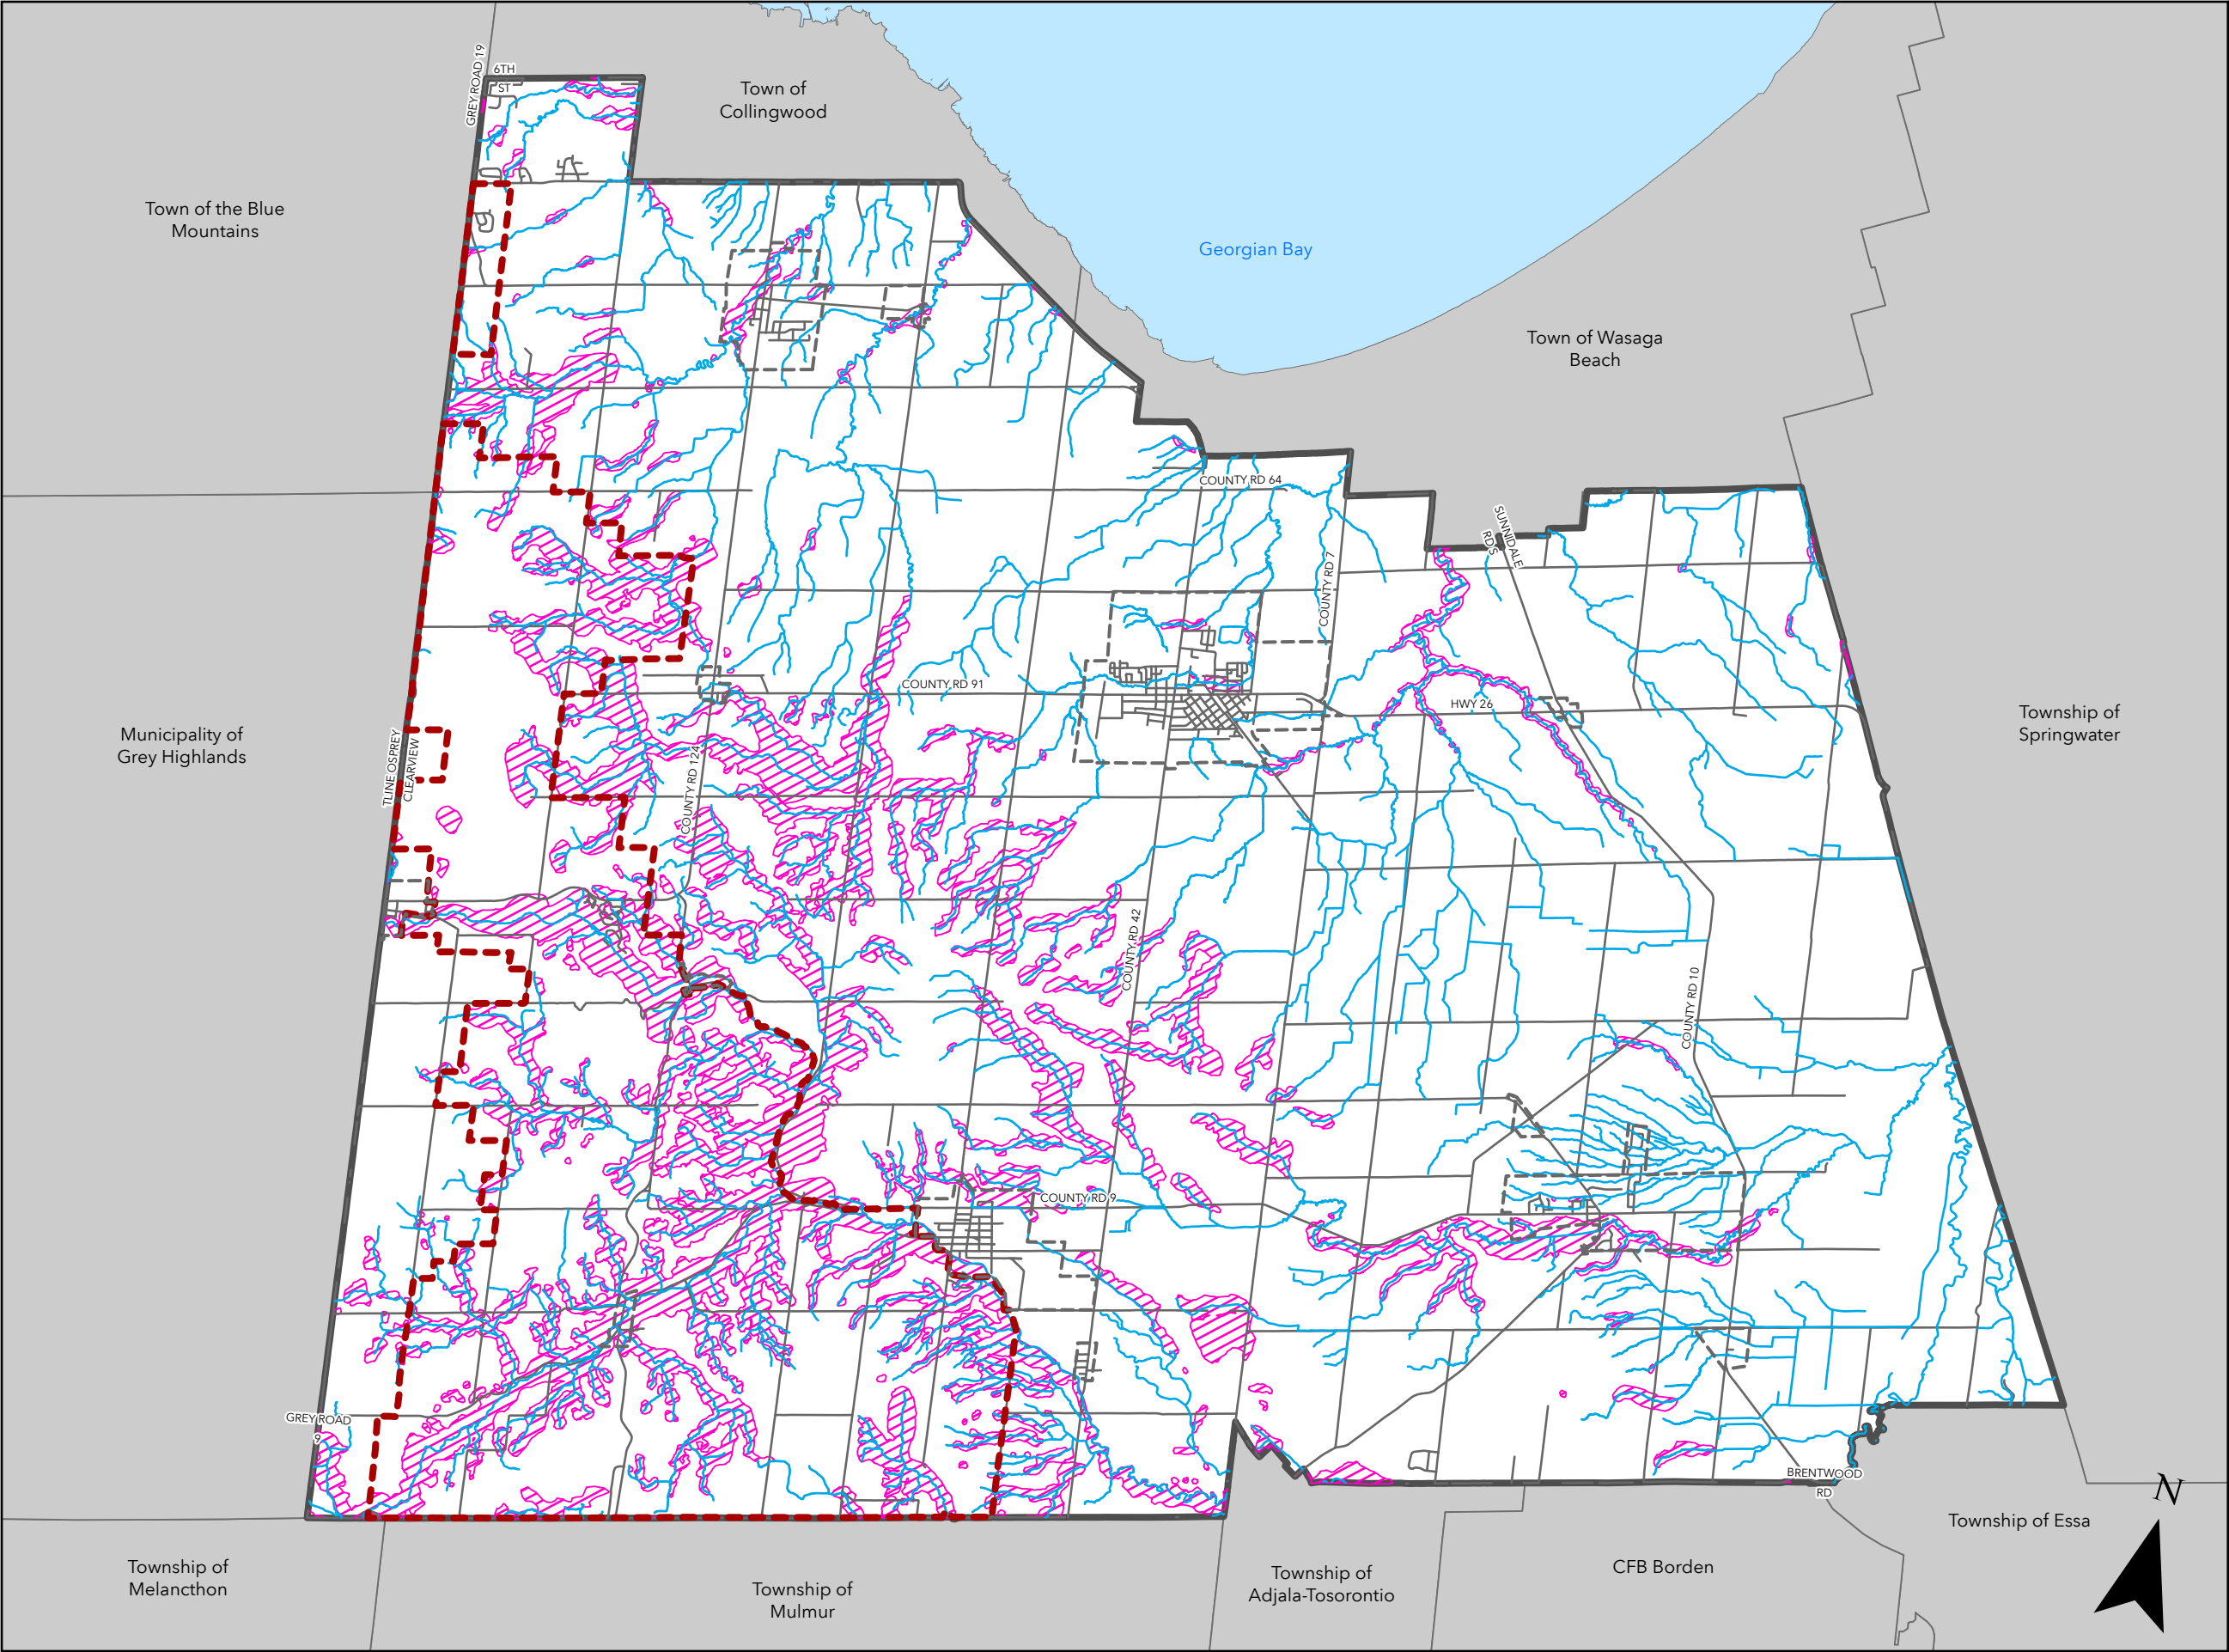 GREY ROAD 19
6TH
ST
Town of
Collingwood
Town of the Blue
Mountains
Georgian Bay
Town of Wasaga
Beach
COUNTY RD 64
SUNNIDALE
RD S
COUNTY RD 7
COUNTY RD 91
HWY 26
Township of
Springwater
Municipality of
Grey Highlands
TLINE OSPREY
CLEARVIEW
COUNTY RD 124
COUNTY RD 42
COUNTY RD 10
COUNTY RD 9
GREY ROAD
9
BRENTWOOD
RD
N
Township of Essa
Township of
Melancthon
Township of
Mulmur
Township of
Adjala-Tosorontio
CFB Borden